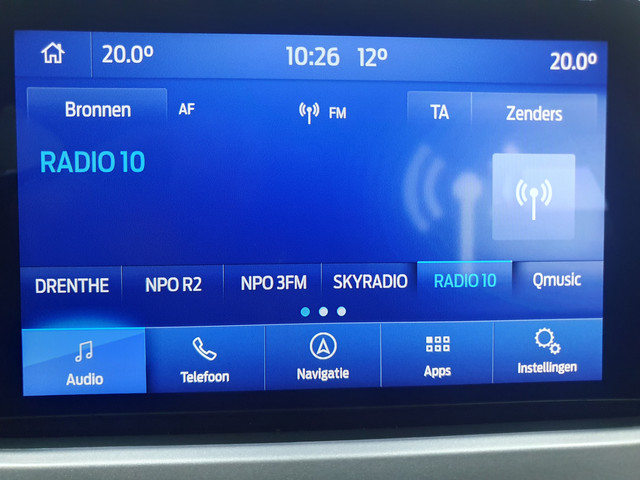 20.0º 10:26 12º 20.0º
Bronnen AF FM TA Zenders
RADIO 10
DRENTHE NPO R2 NPO 3FM SKYRADIO RADIO 10 Qmusic
Audio Telefoon Navigatie Apps Instellingen